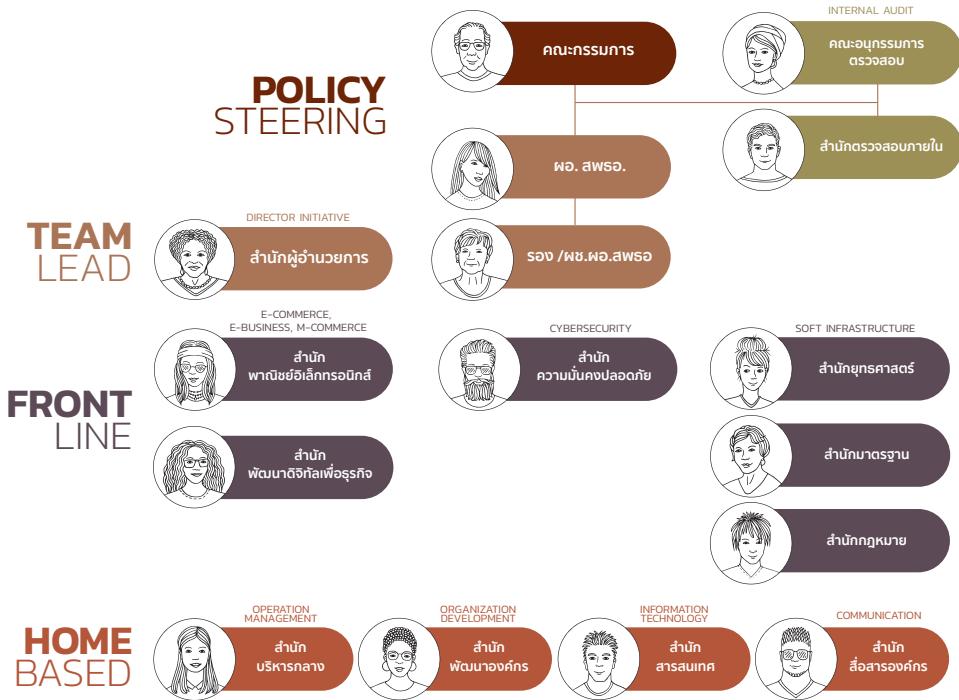 POLICY
STEERING
คณะกรรมการ
INTERNAL AUDIT
คณะอนุกรรมการ
ตรวจสอบ
สำนักตรวจสอบภายใน
ผอ. สพธอ.
TEAM
LEAD
DIRECTOR INITIATIVE
สำนักผู้อำนวยการ
รอง /ผช.ผอ.สพธอ
FRONT
LINE
E-COMMERCE,
E-BUSINESS, M-COMMERCE
สำนัก
พาณิชย์อิเล็กทรอนิกส์
สำนัก
พัฒนาดิจิทัลเพื่อธุรกิจ
CYBERSECURITY
สำนัก
ความมั่นคงปลอดภัย
SOFT INFRASTRUCTURE
สำนักยุทธศาสตร์
สำนักมาตรฐาน
สำนักกฎหมาย
HOME
BASED
OPERATION
MANAGEMENT
สำนัก
บริหารกลาง
ORGANIZATION
DEVELOPMENT
สำนัก
พัฒนาองค์กร
INFORMATION
TECHNOLOGY
สำนัก
สารสนเทศ
COMMUNICATION
สำนัก
สื่อสารองค์กร